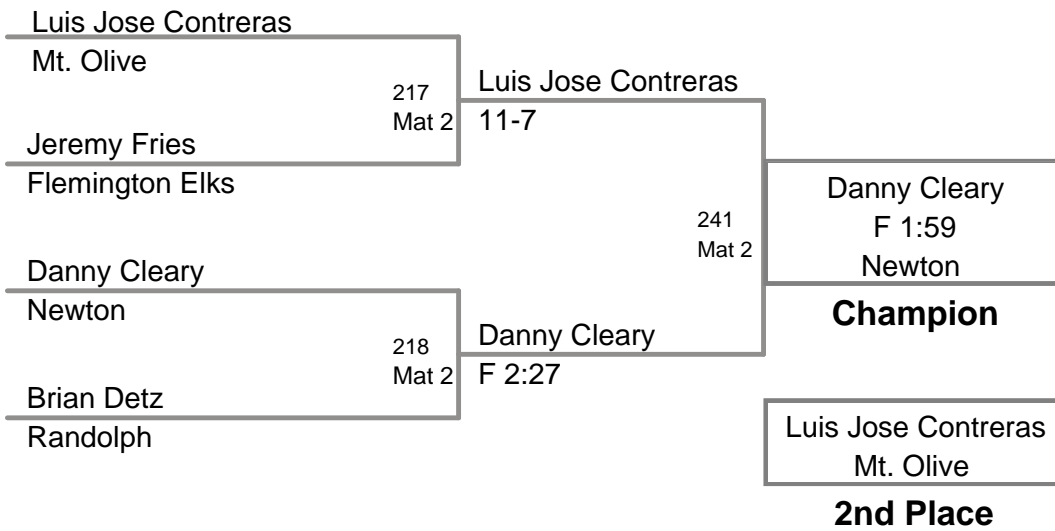 Luis Jose Contreras
Mt. Olive
217
Mat 2
Luis Jose Contreras
11-7
Jeremy Fries
Flemington Elks
241
Mat 2
Danny Cleary
F 1:59
Newton
Champion
Danny Cleary
Newton
218
Mat 2
Danny Cleary
F 2:27
Brian Detz
Randolph
Luis Jose Contreras
Mt. Olive
2nd Place